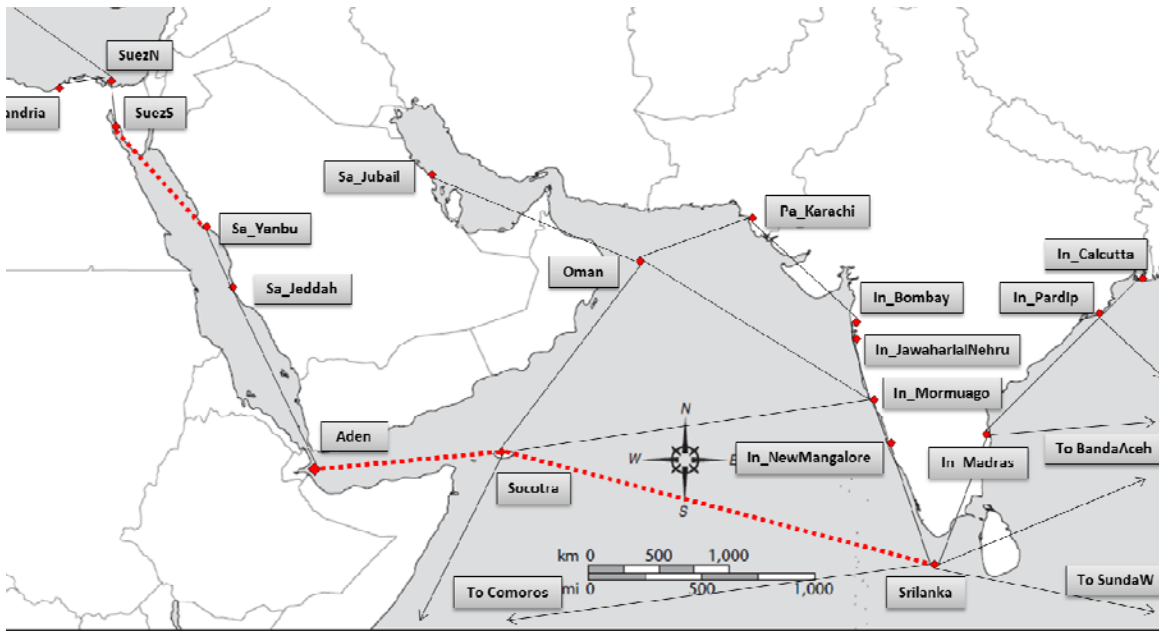 SuezN
andria
SuezS
Sa_Jubail
Pa_Karachi
Sa_Yanbu
In_Calcutta
Oman
Sa_Jeddah
In_Bombay
In_Pardip
In_JawaharlalNehru
In_Mormuago
N
Aden
W
E
In_NewMangalore
In_Madras
To BandaAceh
Socotra
S
km 0 500 1,000
mi 0 500 1,000
To Comoros
Srilanka
To SundaW